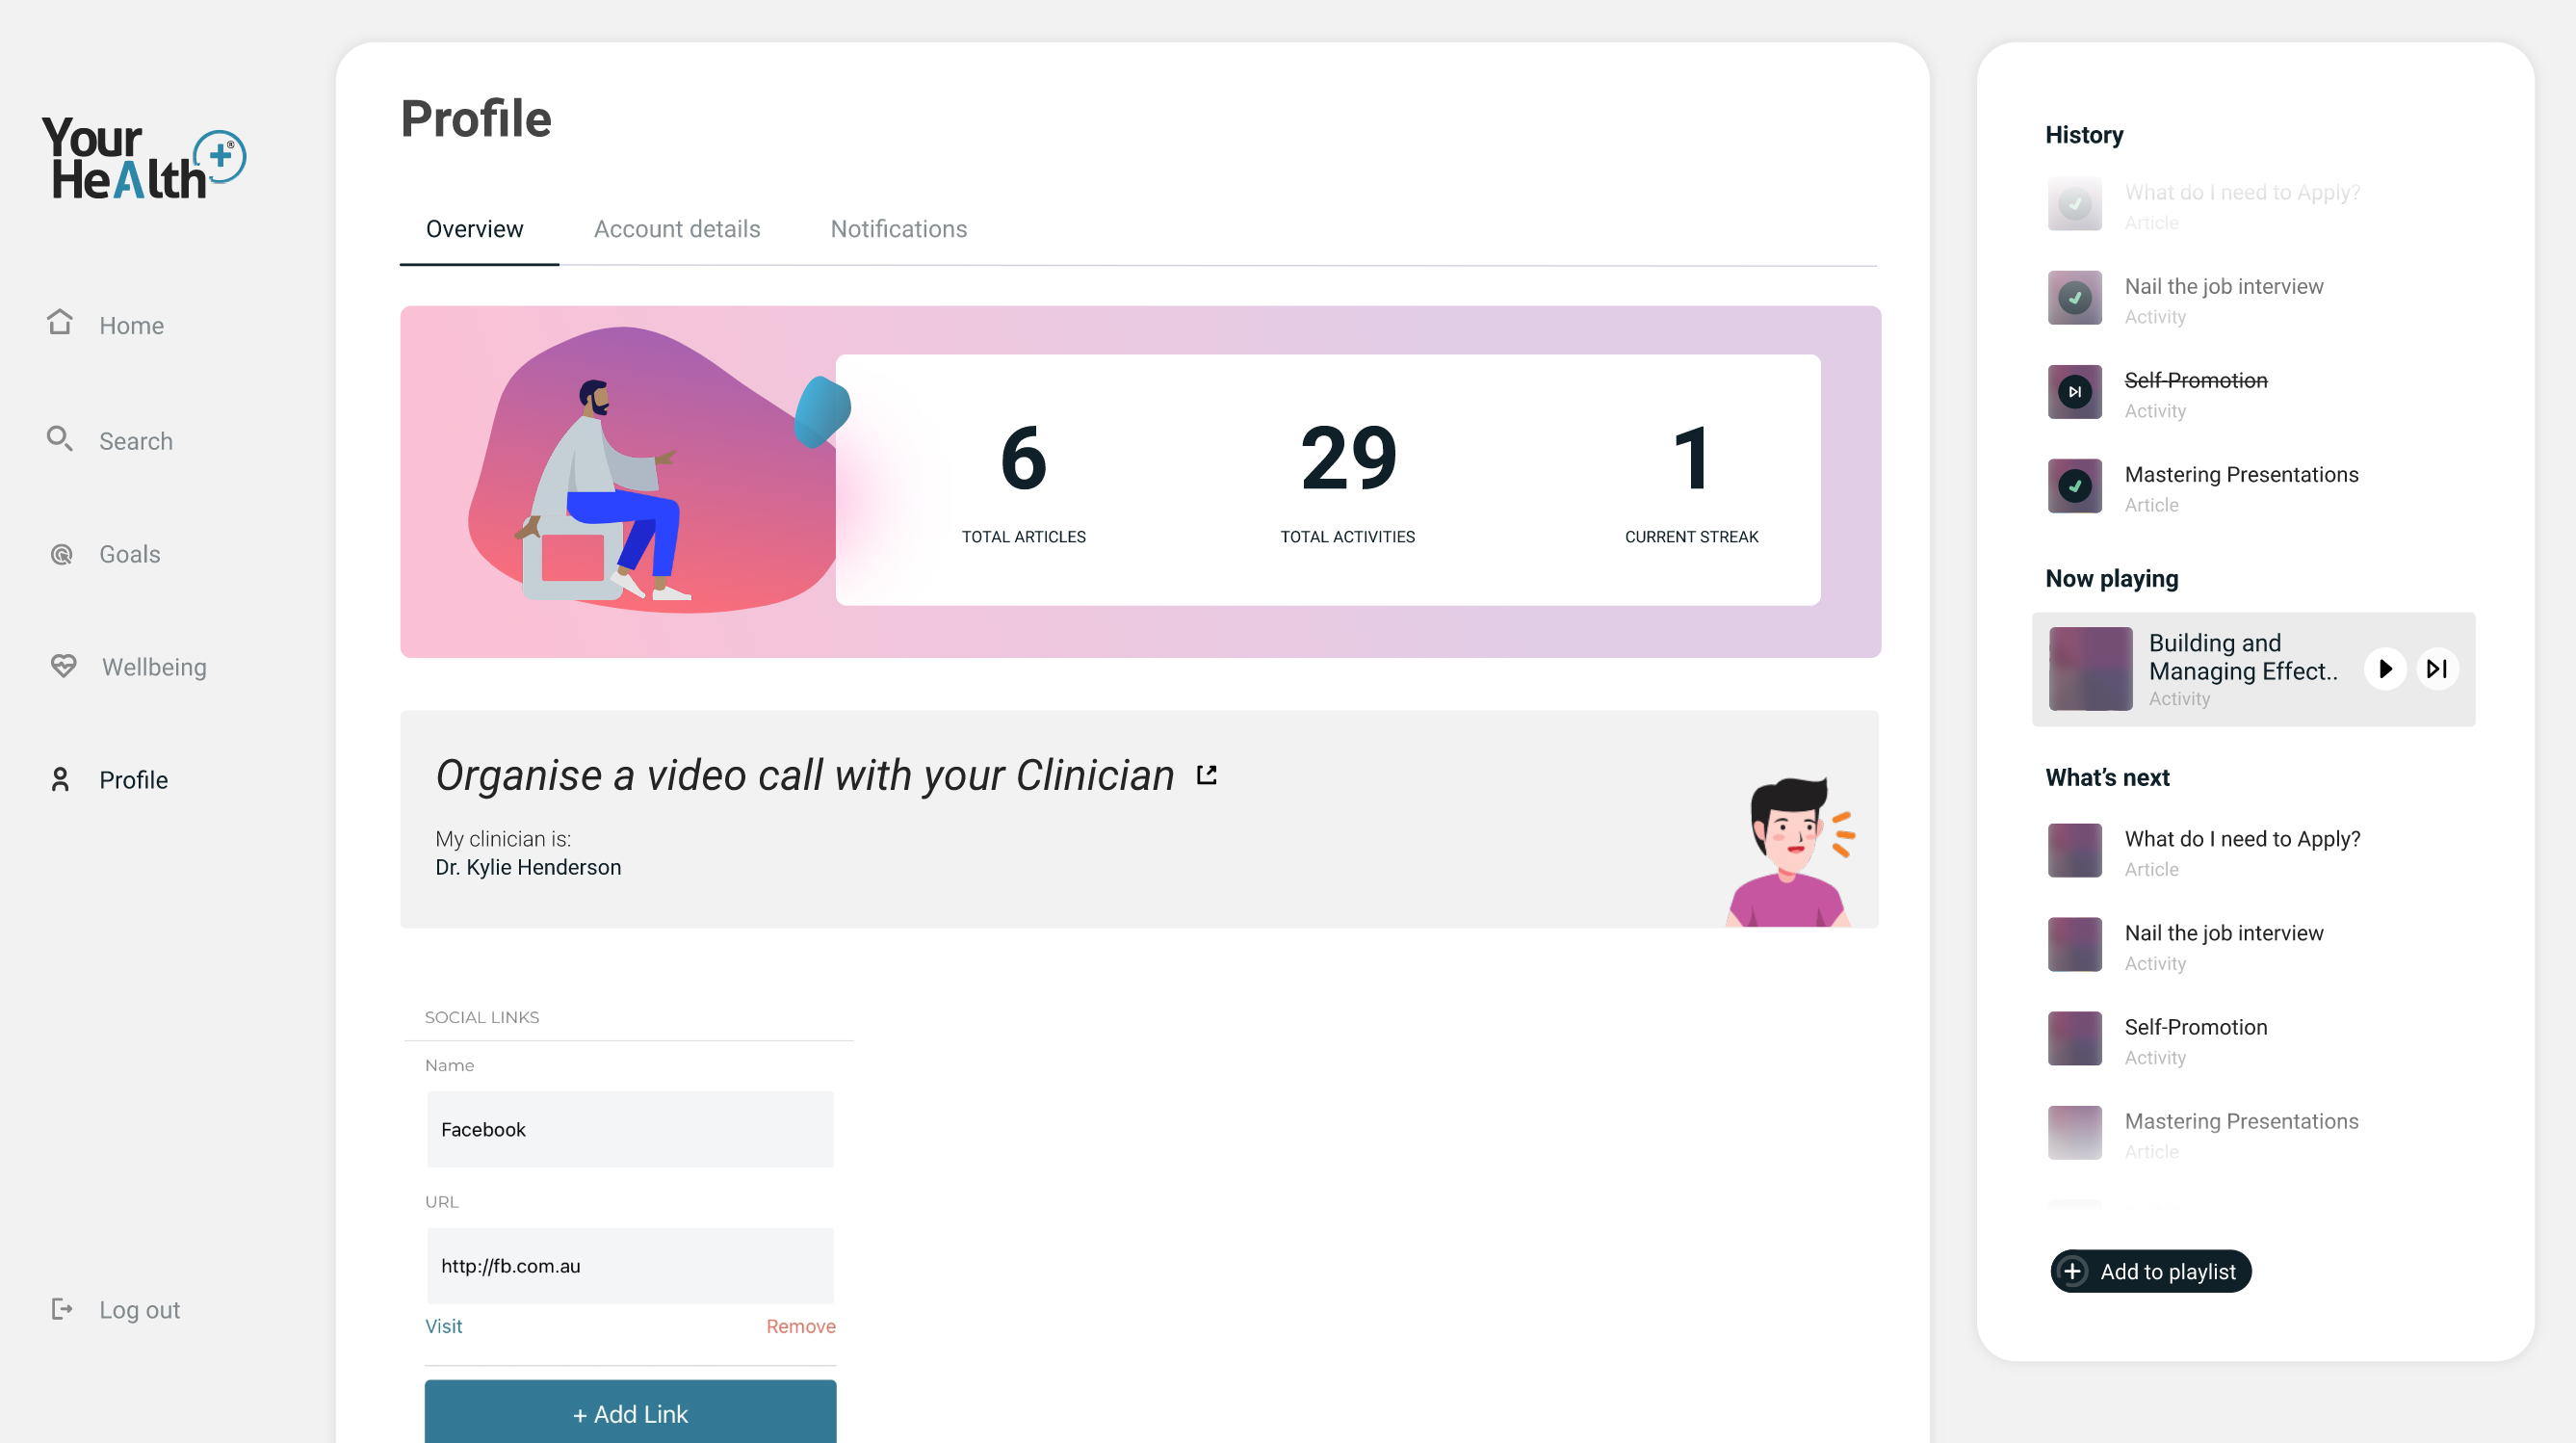 Your
HeAlth
®
Home
Search
Goals
Wellbeing
Profile
Log out
Profile
Overview
Account details
Notifications
6
29
1
TOTAL ARTICLES
TOTAL ACTIVITIES
CURRENT STREAK
Organise a video call with your Clinician
My clinician is:
Dr. Kylie Henderson
SOCIAL LINKS
Name
Facebook
URL
http://fb.com.au
Visit
Remove
+ Add Link
History
What do I need to Apply?
Article
Nail the job interview
Activity
Self-Promotion
Activity
Mastering Presentations
Article
Now playing
Building and
Managing Effect..
Activity
What's next
What do I need to Apply?
Article
Nail the job interview
Activity
Self-Promotion
Activity
Mastering Presentations
Article
Add to playlist